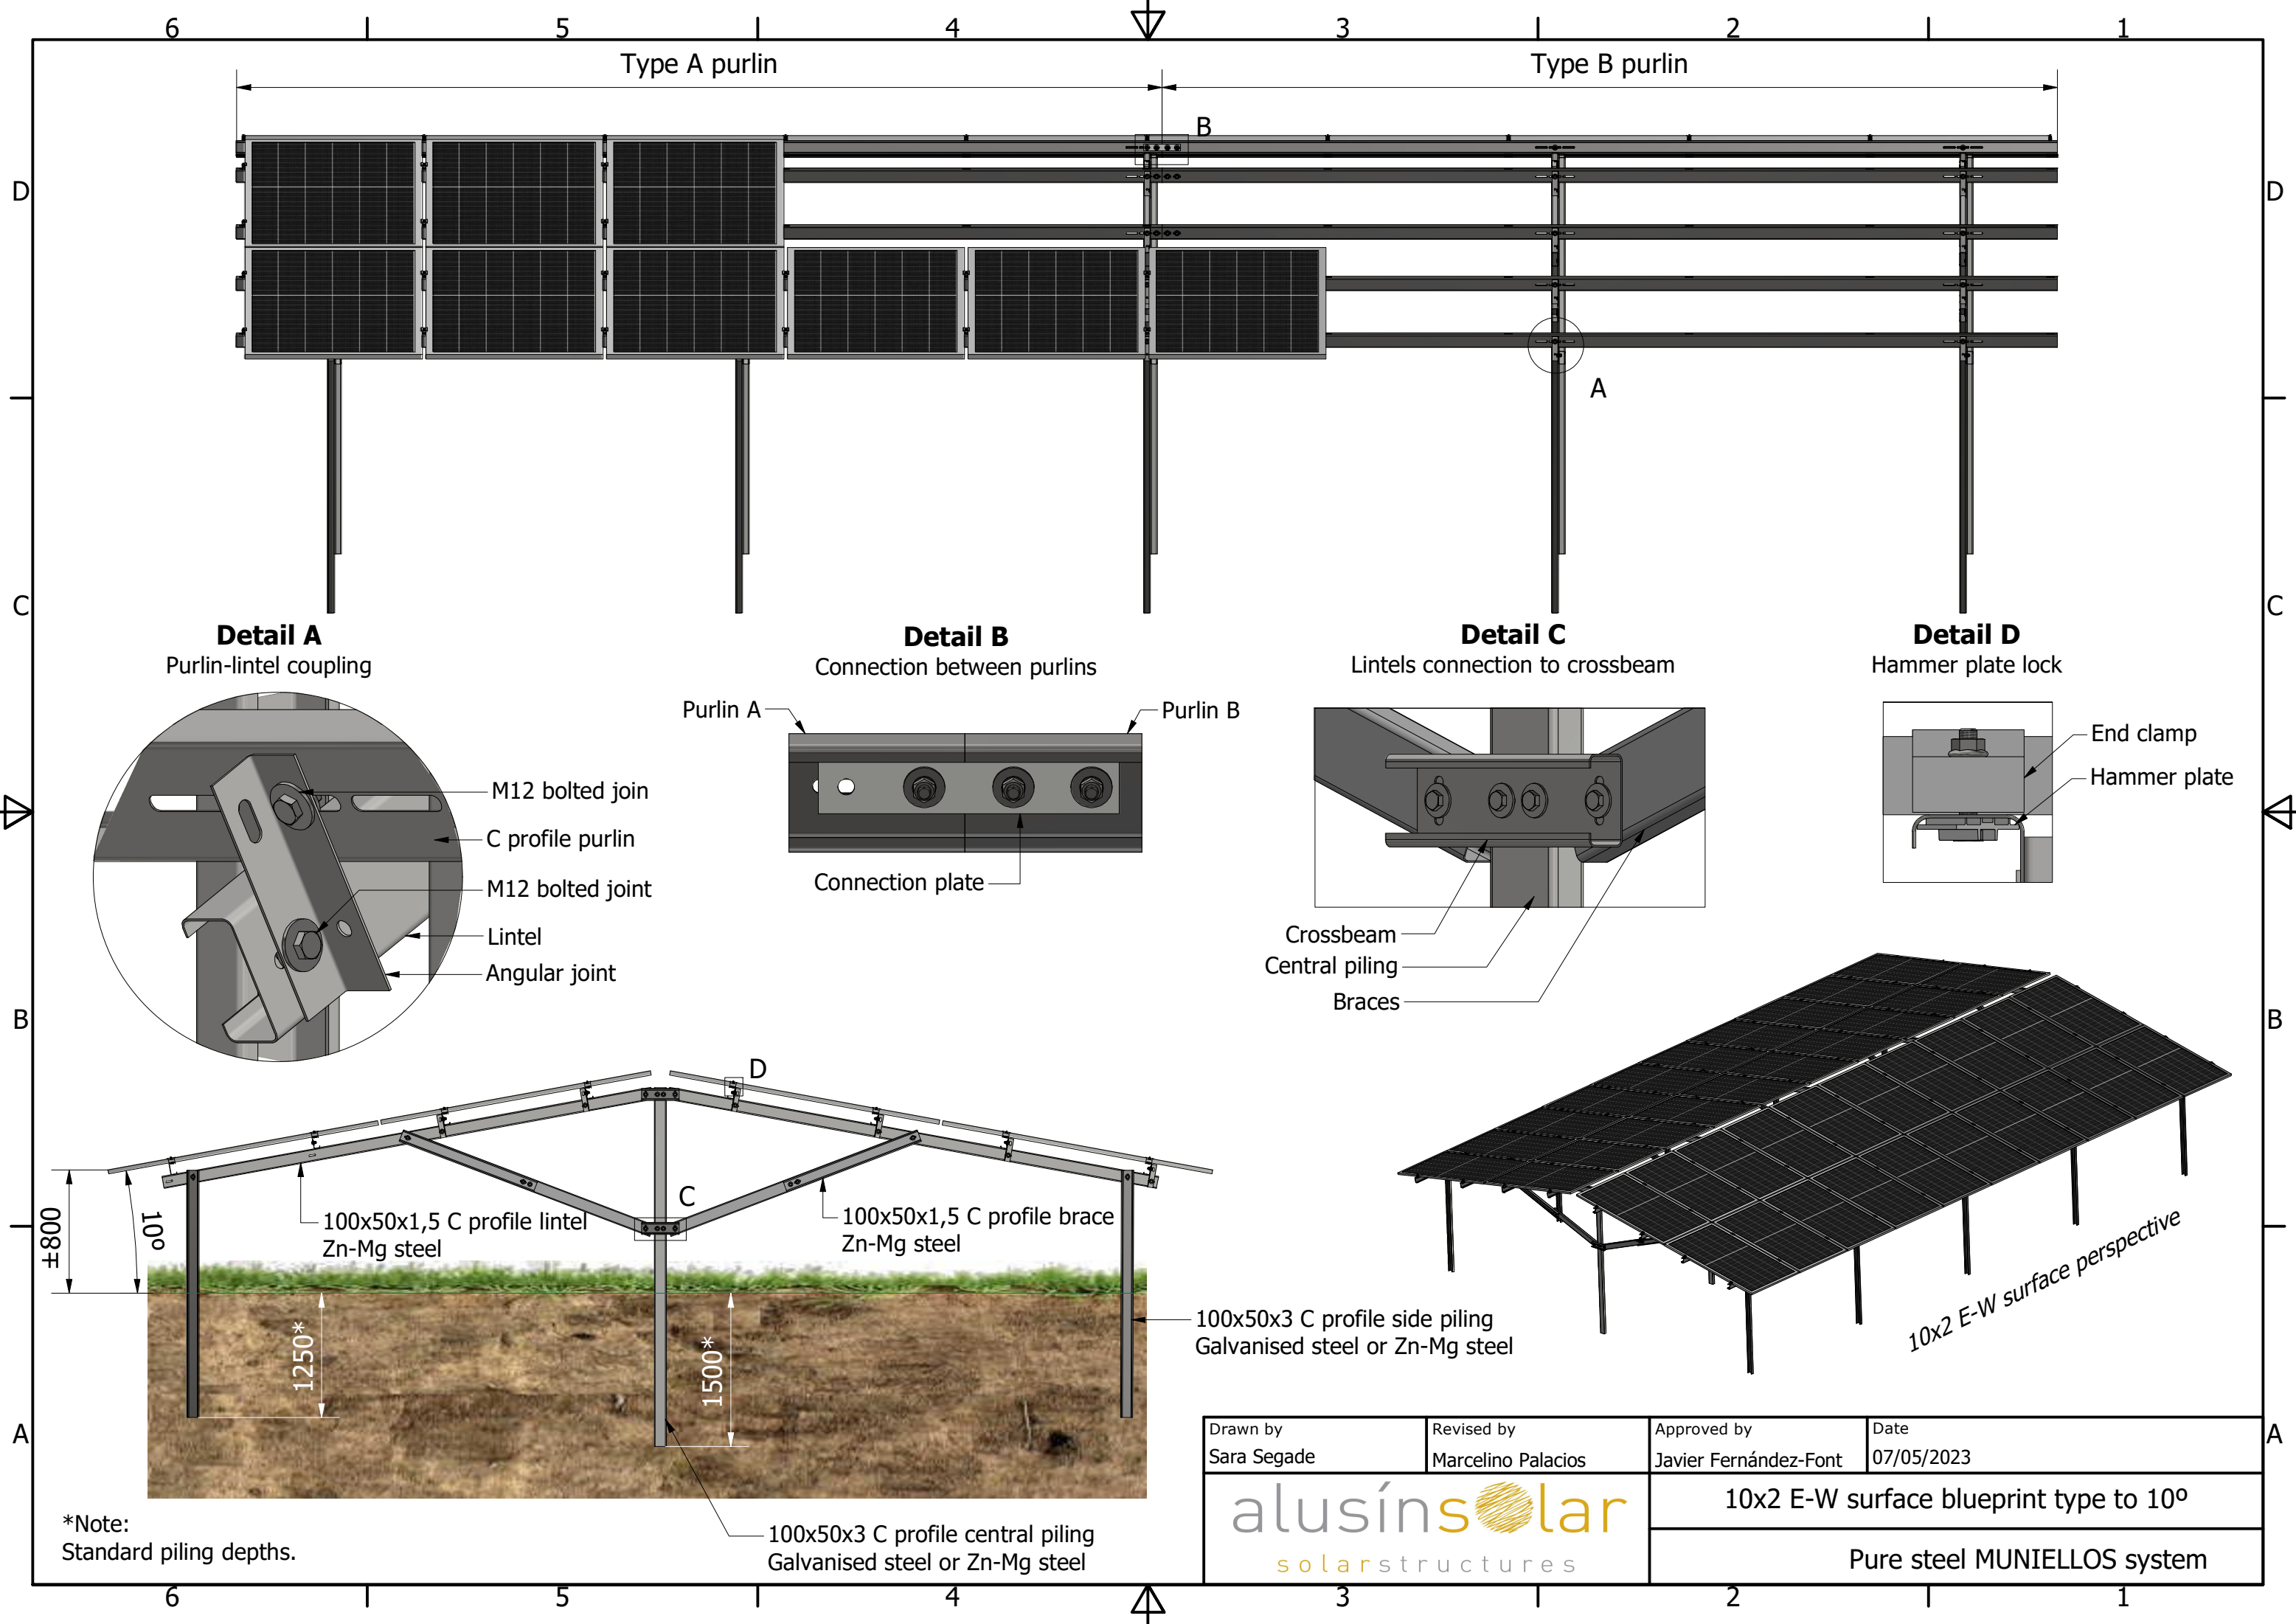 6 5 4 3 2 1
Type A purlin
Type B purlin
B
D
D
A
C
C
Detail A
Purlin-lintel coupling
Detail B
Connection between purlins
Detail C
Lintels connection to crossbeam
Detail D
Hammer plate lock
M12 bolted join
C profile purlin
M12 bolted joint
Lintel
Angular joint
Purlin A
Purlin B
Connection plate
Crossbeam
Central piling
Braces
End clamp
Hammer plate
B
B
D
C
±800
10º
100x50x1,5 C profile lintel
Zn-Mg steel
100x50x1,5 C profile brace
Zn-Mg steel
1250*
1500*
100x50x3 C profile side piling
Galvanised steel or Zn-Mg steel
10x2 E-W surface perspective
A
A
*Note:
Standard piling depths.
100x50x3 C profile central piling
Galvanised steel or Zn-Mg steel
Drawn by
Sara Segade
Revised by
Marcelino Palacios
Approved by
Javier Fernández-Font
Date
07/05/2023
alusínsolar
solarstructures
10x2 E-W surface blueprint type to 10º
Pure steel MUNIELLOS system
6 5 4 3 2 1